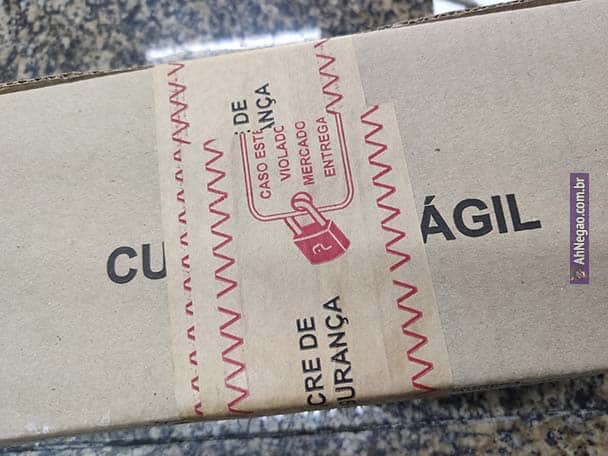 CU
ÁGIL
DE
ANÇA
CASO ESTE
VIOLADO
MERCADO
ENTREGA
CRE DE
URANÇA
AhNegao.com.br